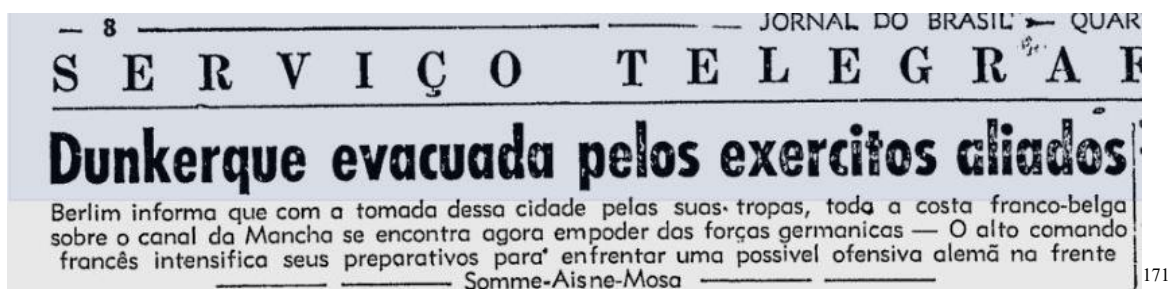 — 8 — JORNAL DO BRASIL — QUAR
SERVIÇO TELEGRAF
Dunkerque evacuada pelos exercitos aliados
Berlim informa que com a tomada dessa cidade pelas suas tropas, toda a costa franco-belga
sobre o canal da Mancha se encontra agora em poder das forças germanicas — O alto comando
francês intensifica seus preparativos para enfrentar uma possivel ofensiva alemã na frente
Somme-Aisne-Mosa
171